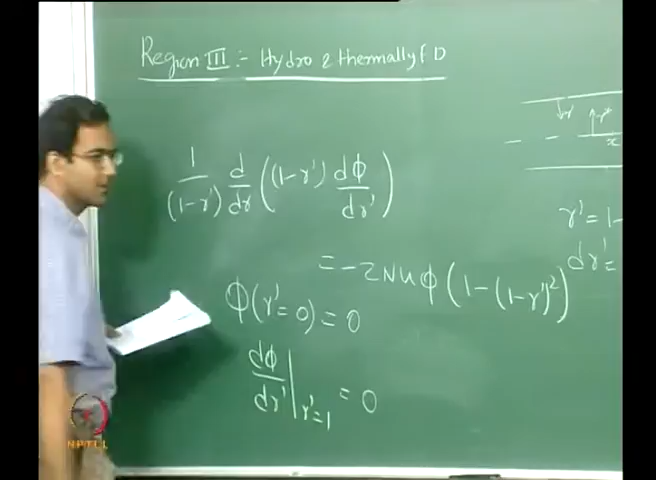 Region III :- Hydro & thermally f D
1/(1-r') d/dr ((1-r') dΦ/dr')
= -2NuΦ(1-(1-r')²)
Φ(r'=0)=0
dΦ/dr'|r'=1 = 0
r' r*
x
r'=1-
dr'=
NPTEL